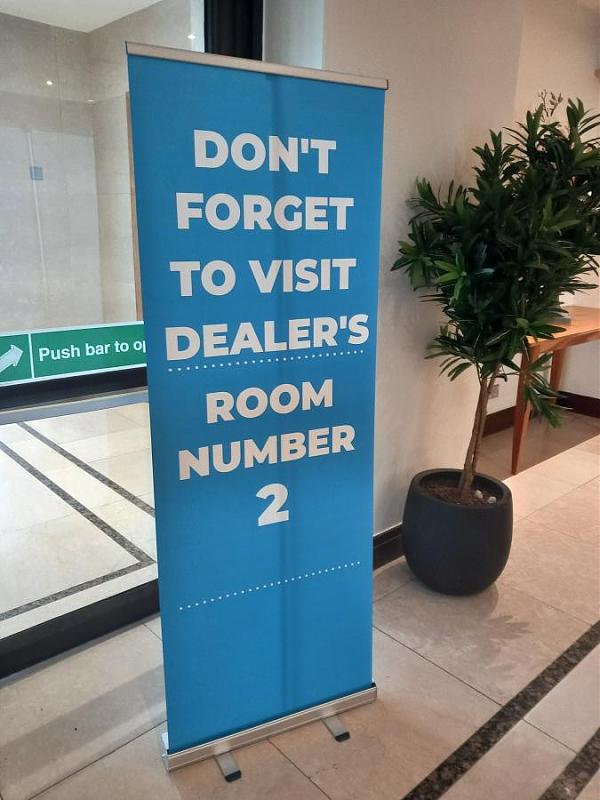 DON'T
FORGET
TO VISIT
DEALER'S
ROOM
NUMBER
2
Push bar to